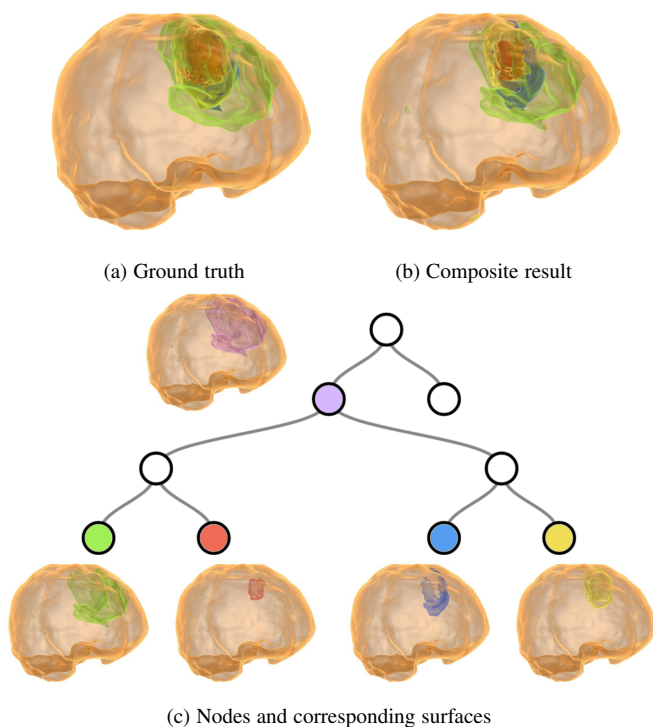 (a) Ground truth
(b) Composite result
(c) Nodes and corresponding surfaces